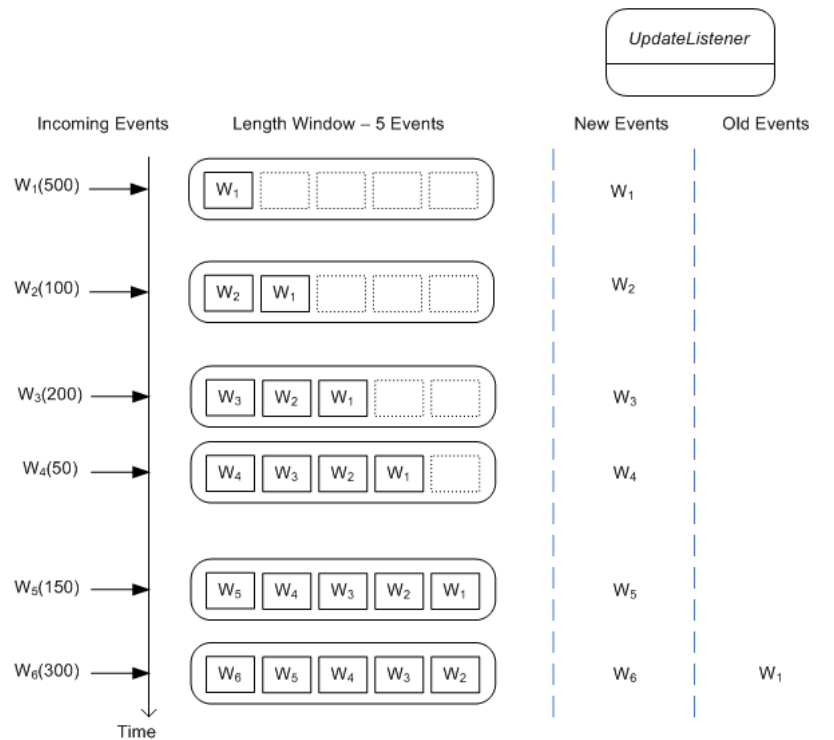 UpdateListener
Incoming Events Length Window – 5 Events New Events Old Events
W₁(500) W₁ W₁
W₂(100) W₂ W₁ W₂
W₃(200) W₃ W₂ W₁ W₃
W₄(50) W₄ W₃ W₂ W₁ W₄
W₅(150) W₅ W₄ W₃ W₂ W₁ W₅
W₆(300) W₆ W₅ W₄ W₃ W₂ W₆ W₁
Time